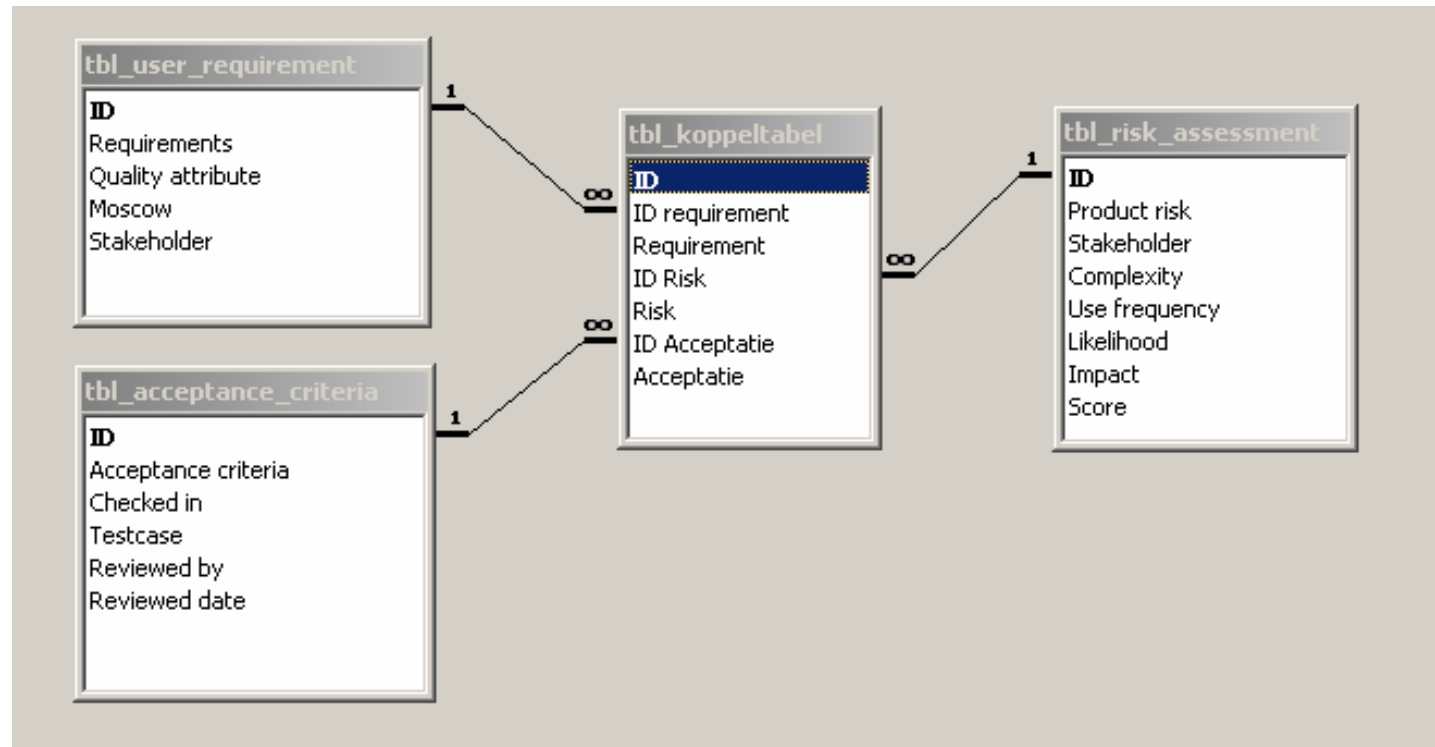 tbl_user_requirement
ID
Requirements
Quality attribute
Moscow
Stakeholder
1
tbl_acceptance_criteria
ID
Acceptance criteria
Checked in
Testcase
Reviewed by
Reviewed date
1
tbl_koppeltabel
ID
ID requirement
Requirement
ID Risk
Risk
ID Acceptatie
Acceptatie
∞
∞
∞
tbl_risk_assessment
ID
Product risk
Stakeholder
Complexity
Use frequency
Likelihood
Impact
Score
1